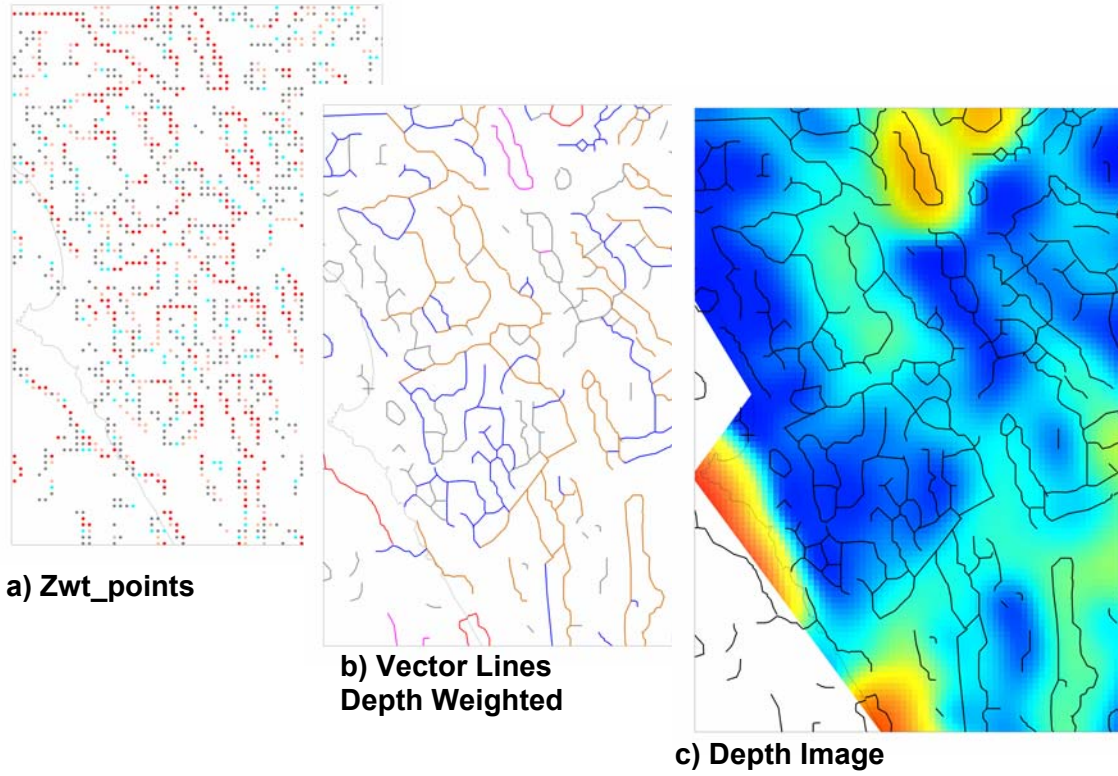 a) Zwt_points
b) Vector Lines
Depth Weighted
c) Depth Image